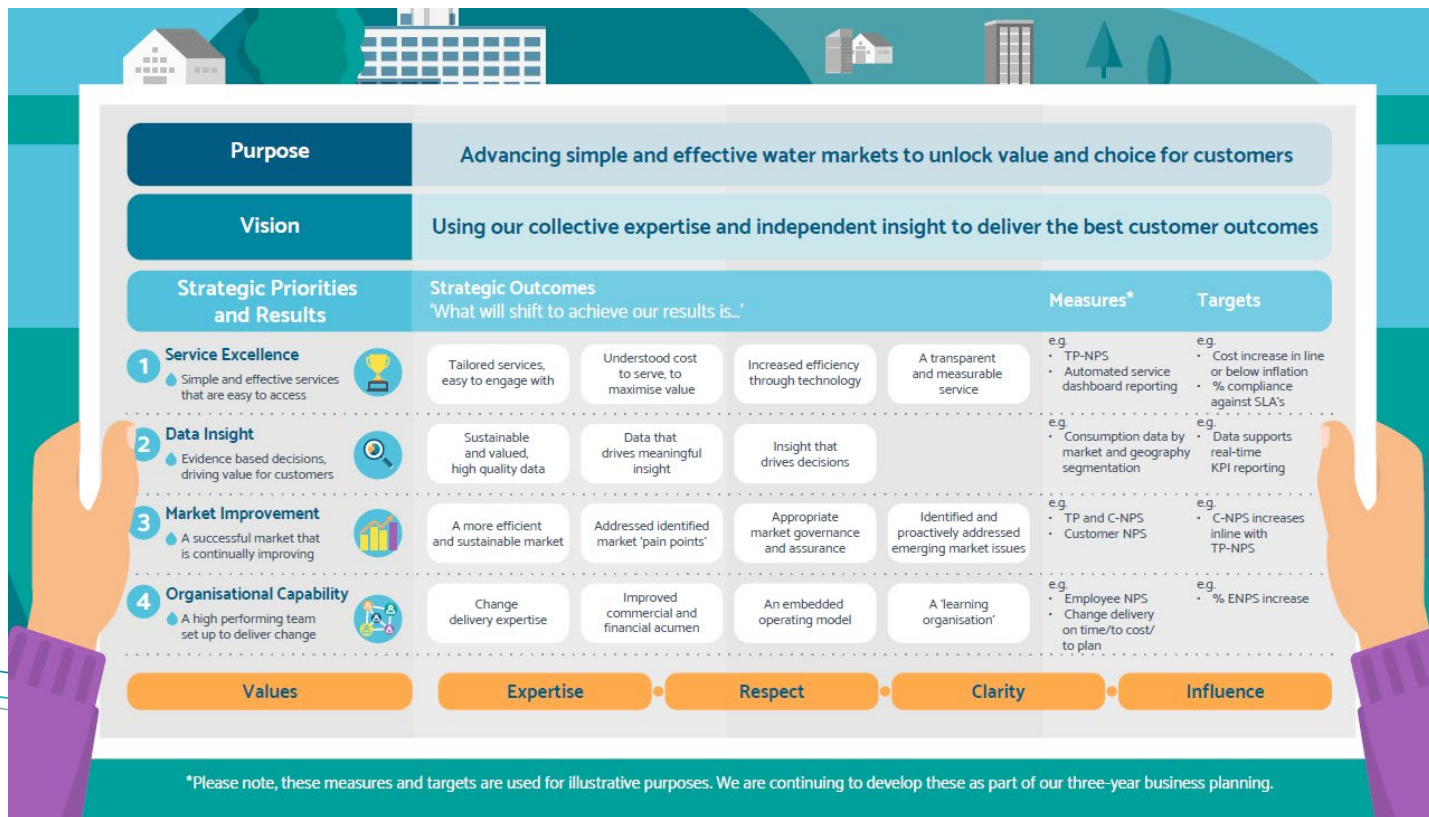 Purpose
Advancing simple and effective water markets to unlock value and choice for customers
Vision
Using our collective expertise and independent insight to deliver the best customer outcomes
Strategic Priorities
and Results
Strategic Outcomes
'What will shift to achieve our results is...'
Measures*
Targets
1
Service Excellence
Simple and effective services
that are easy to access
Tailored services,
easy to engage with
Understood cost
to serve, to
maximise value
Increased efficiency
through technology
A transparent
and measurable
service
e.g.
· TP-NPS
· Automated service
dashboard reporting
e.g.
· Cost increase in line
or below inflation
· % compliance
against SLA's
2
Data Insight
Evidence based decisions,
driving value for customers
Sustainable
and valued,
high quality data
Data that
drives meaningful
insight
Insight that
drives decisions
e.g.
· Consumption data by
market and geography
segmentation
e.g.
· Data supports
real-time
KPI reporting
3
Market Improvement
A successful market that
is continually improving
A more efficient
and sustainable market
Addressed identified
market 'pain points'
Appropriate
market governance
and assurance
Identified and
proactively addressed
emerging market issues
e.g.
· TP and C-NPS
· Customer NPS
e.g.
· C-NPS increases
inline with
TP-NPS
4
Organisational Capability
A high performing team
set up to deliver change
Change
delivery expertise
Improved
commercial and
financial acumen
An embedded
operating model
A 'learning
organisation'
e.g.
· Employee NPS
· Change delivery
on time/to cost/
to plan
e.g.
· % ENPS increase
Values
Expertise
Respect
Clarity
Influence
*Please note, these measures and targets are used for illustrative purposes. We are continuing to develop these as part of our three-year business planning.